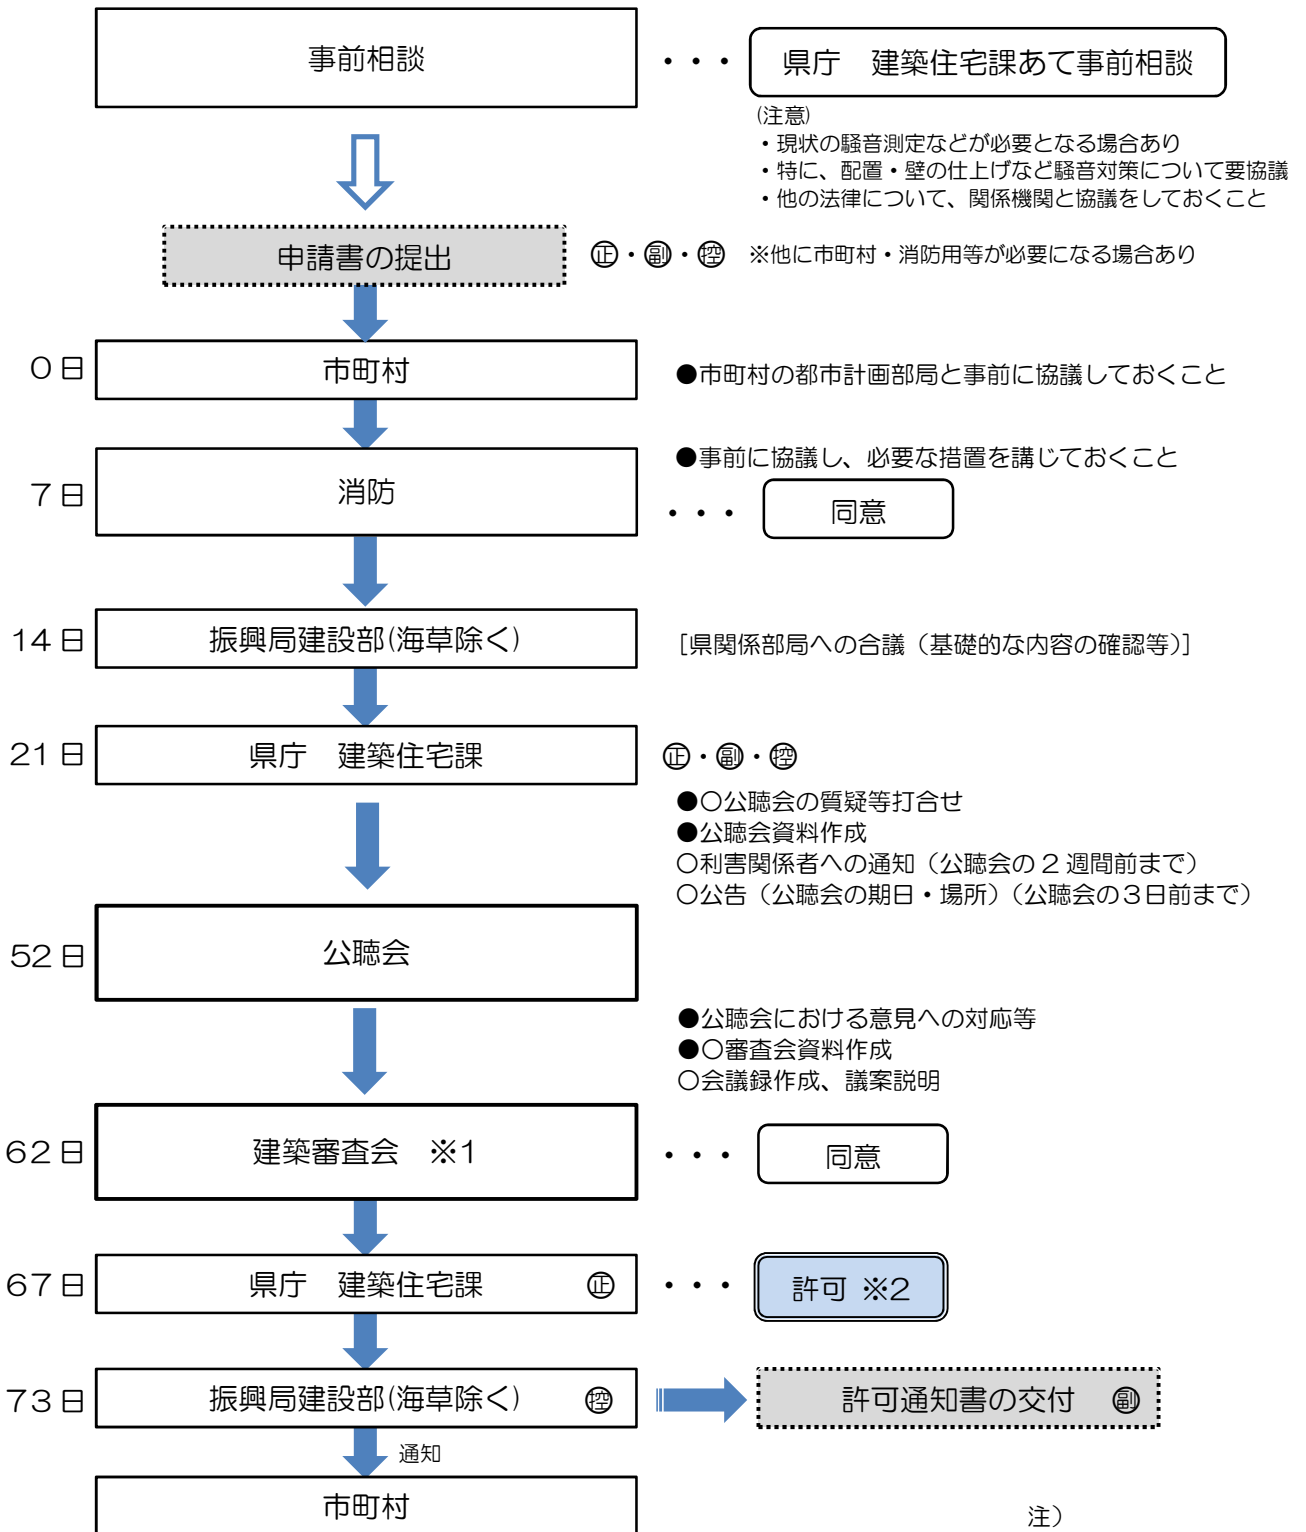 事前相談
・・・
県庁　建築住宅課あて事前相談
(注意)
・現状の騒音測定などが必要となる場合あり
・特に、配置・壁の仕上げなど騒音対策について要協議
・他の法律について、関係機関と協議をしておくこと
申請書の提出
㊣・副・控　※他に市町村・消防用等が必要になる場合あり
0日
市町村
●市町村の都市計画部局と事前に協議しておくこと
●事前に協議し、必要な措置を講じておくこと
7日
消防
・・・
同意
14日
振興局建設部(海草除く)
[県関係部局への合議（基礎的な内容の確認等)]
21日
県庁　建築住宅課
㊣・副・控
●○公聴会の質疑等打合せ
●公聴会資料作成
○利害関係者への通知（公聴会の2週間前まで）
○公告（公聴会の期日・場所）（公聴会の3日前まで）
52日
公聴会
●公聴会における意見への対応等
●○審査会資料作成
○会議録作成、議案説明
62日
建築審査会　※1
・・・
同意
67日
県庁　建築住宅課
㊣
・・・
許可 ※2
73日
振興局建設部(海草除く)
控
許可通知書の交付　副
通知
市町村
注）